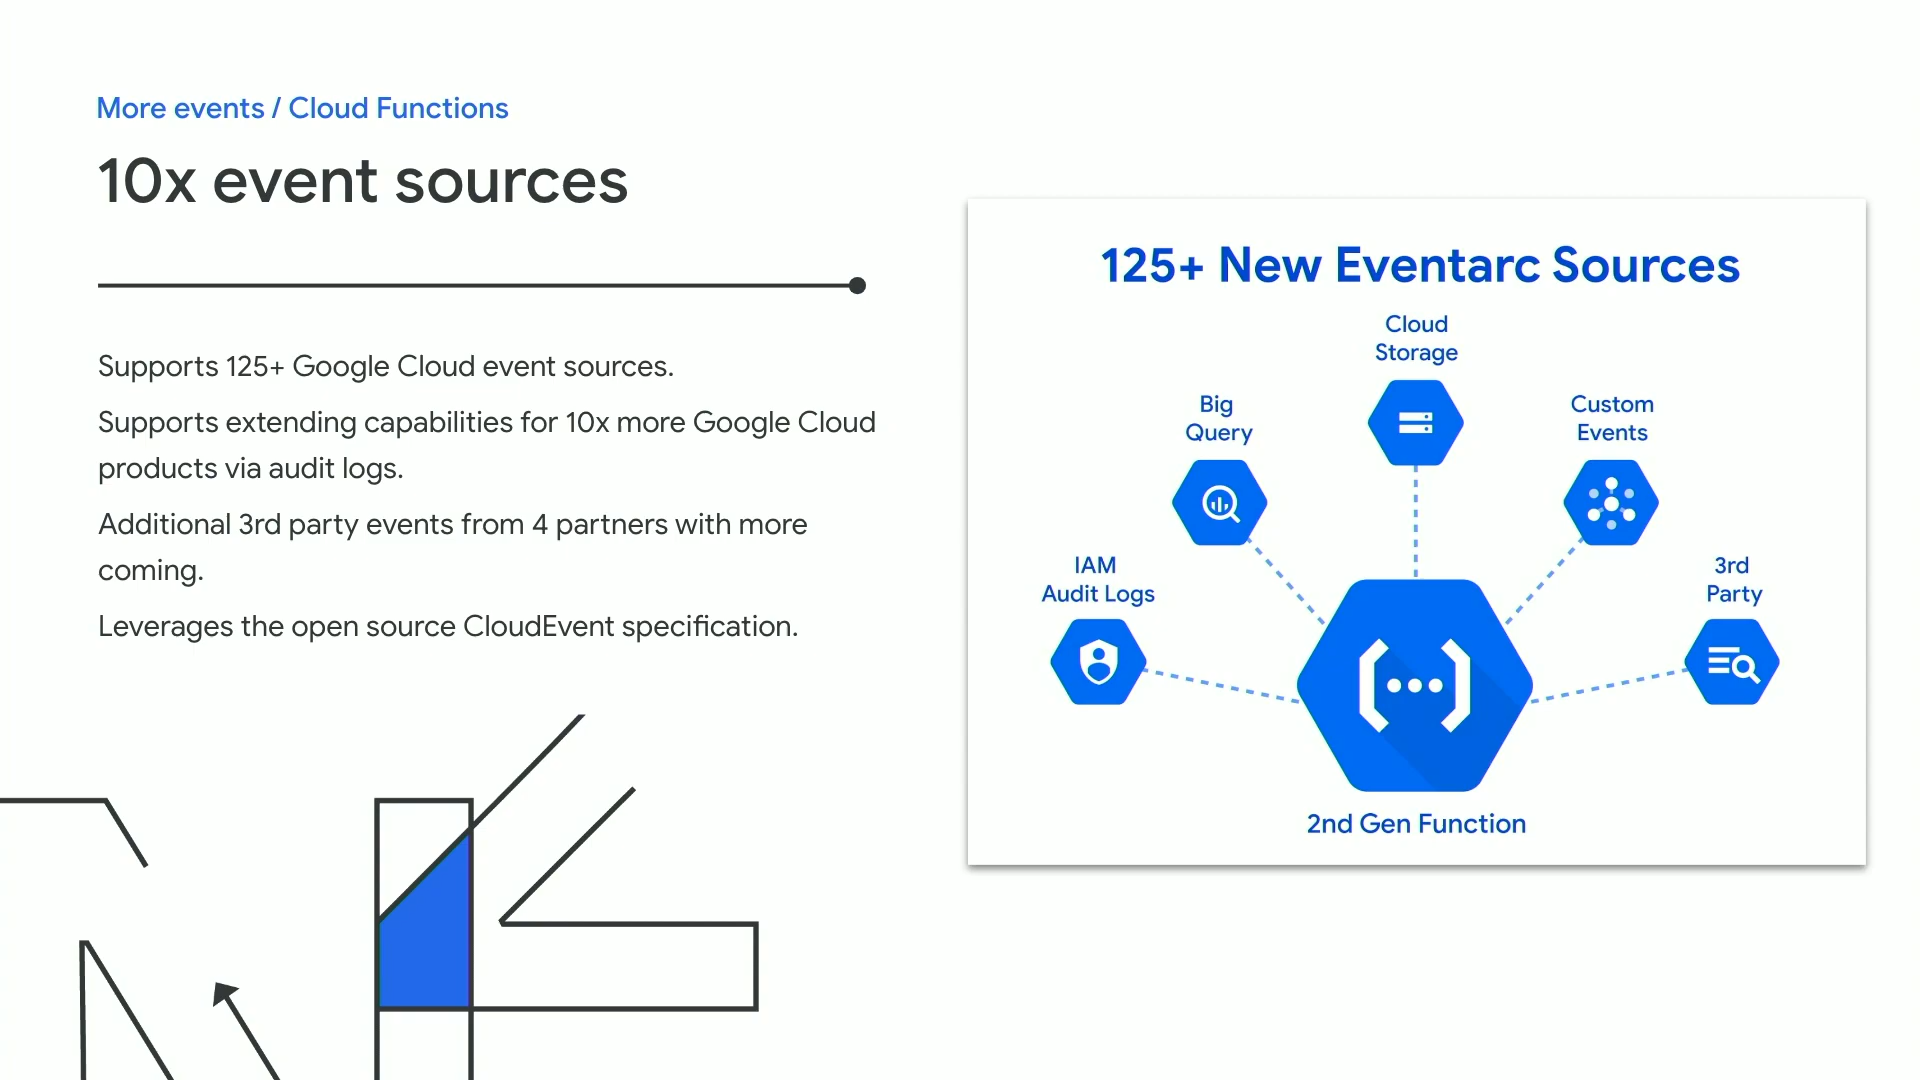 More events / Cloud Functions
10x event sources
Supports 125+ Google Cloud event sources.
Supports extending capabilities for 10x more Google Cloud
products via audit logs.
Additional 3rd party events from 4 partners with more
coming.
Leverages the open source CloudEvent specification.
125+ New Eventarc Sources
Cloud
Storage
Big
Query
Custom
Events
IAM
Audit Logs
3rd
Party
2nd Gen Function